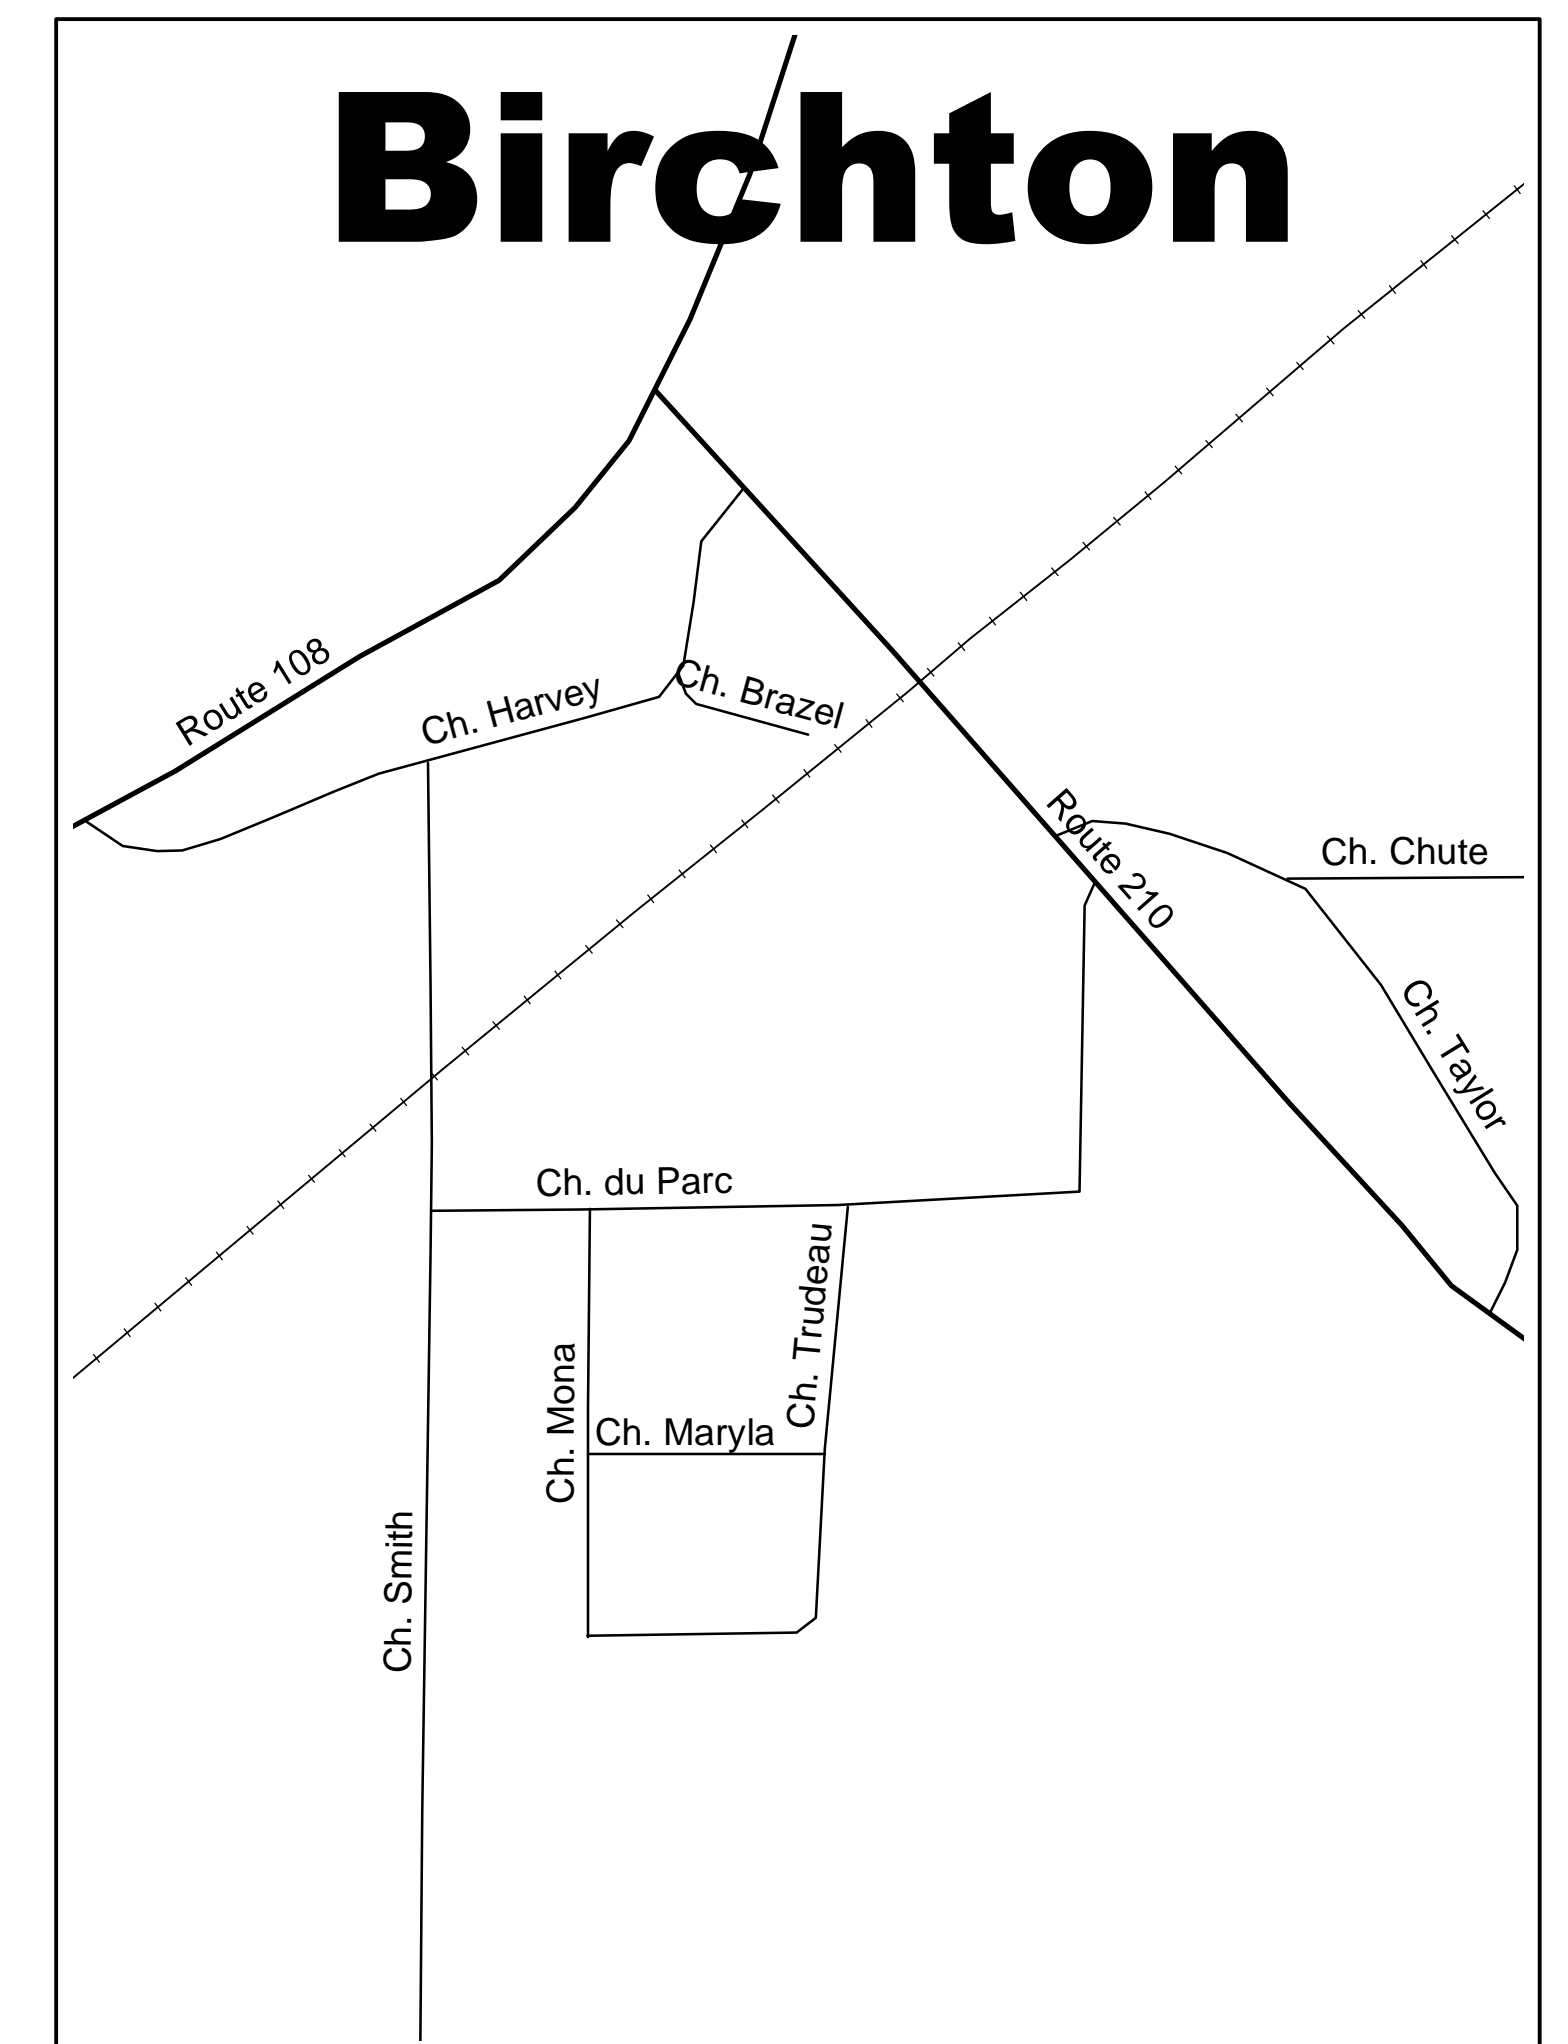 Birchton
Route 108
Ch. Harvey
Ch. Brazel
Route 210
Ch. Chute
Ch. Taylor
Ch. du Parc
Ch. Trudeau
Ch. Mona
Ch. Maryla
Ch. Smith